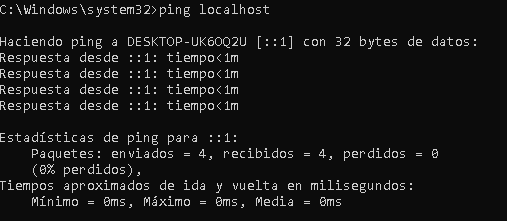 C:\Windows\system32>ping localhost
Haciendo ping a DESKTOP-UK6OQ2U [::1] con 32 bytes de datos:
Respuesta desde ::1: tiempo<1m
Respuesta desde ::1: tiempo<1m
Respuesta desde ::1: tiempo<1m
Respuesta desde ::1: tiempo<1m
Estadísticas de ping para ::1:
Paquetes: enviados = 4, recibidos = 4, perdidos = 0
(0% perdidos),
Tiempos aproximados de ida y vuelta en milisegundos:
Mínimo = 0ms, Máximo = 0ms, Media = 0ms